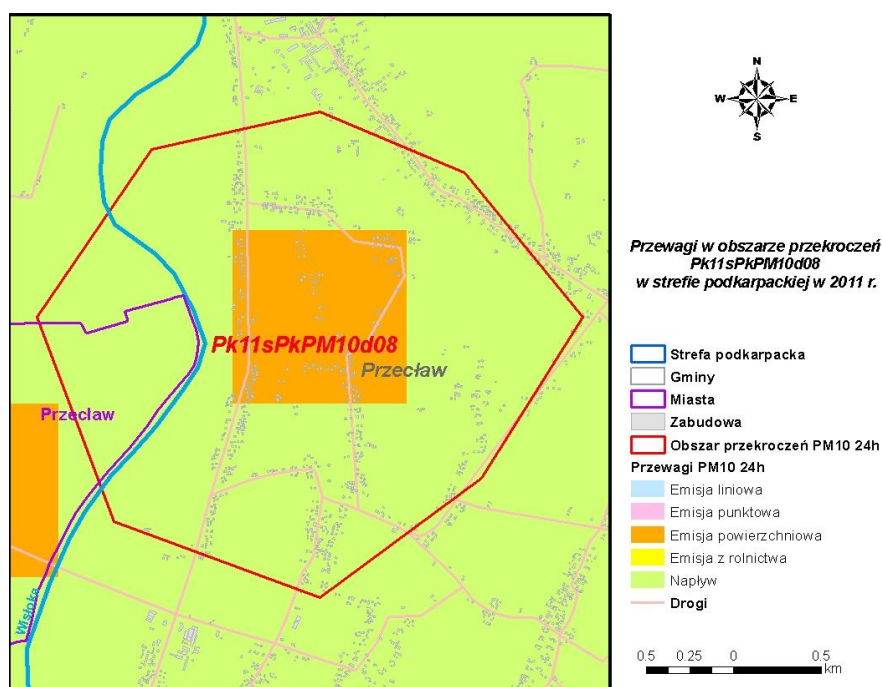 N
W
E
S
Przewagi w obszarze przekroczeń
Pk11sPkPM10d08
w strefie podkarpackiej w 2011 r.
Pk11sPkPM10d08
Przecław
Przecław
Wisłoka
Strefa podkarpacka
Gminy
Miasta
Zabudowa
Obszar przekroczeń PM10 24h
Przewagi PM10 24h
Emisja liniowa
Emisja punktowa
Emisja powierzchniowa
Emisja z rolnictwa
Napływ
Drogi
0.5 0.25 0 0.5
km